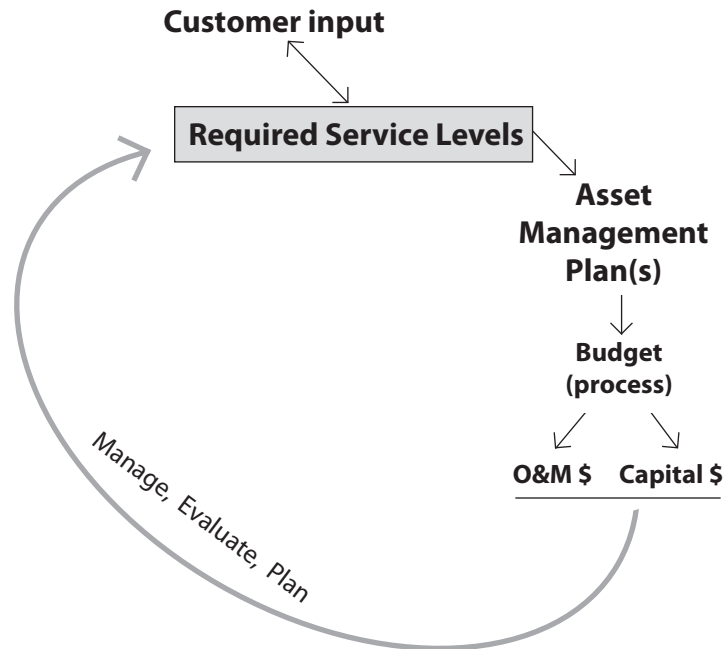 Customer input
Required Service Levels
Asset
Management
Plan(s)
Budget
(process)
O&M $ Capital $
Manage, Evaluate, Plan